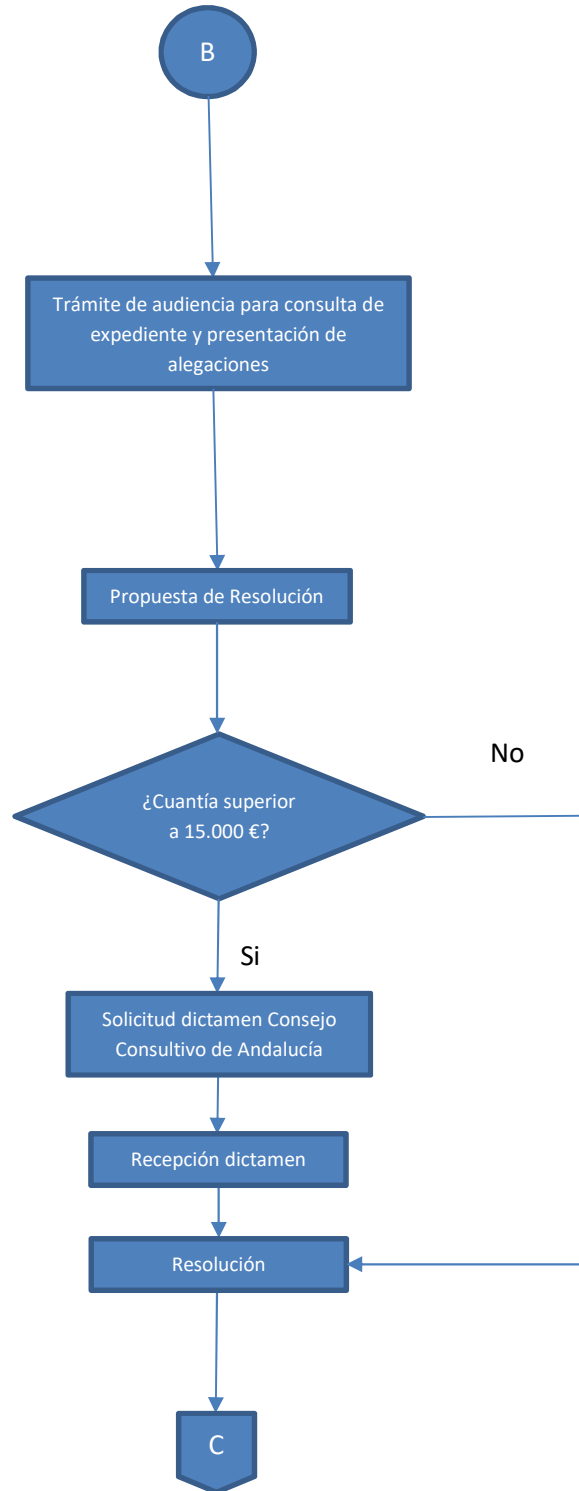 B
Trámite de audiencia para consulta de
expediente y presentación de
alegaciones
Propuesta de Resolución
No
¿Cuantía superior
a 15.000 €?
Si
Solicitud dictamen Consejo
Consultivo de Andalucía
Recepción dictamen
Resolución
C